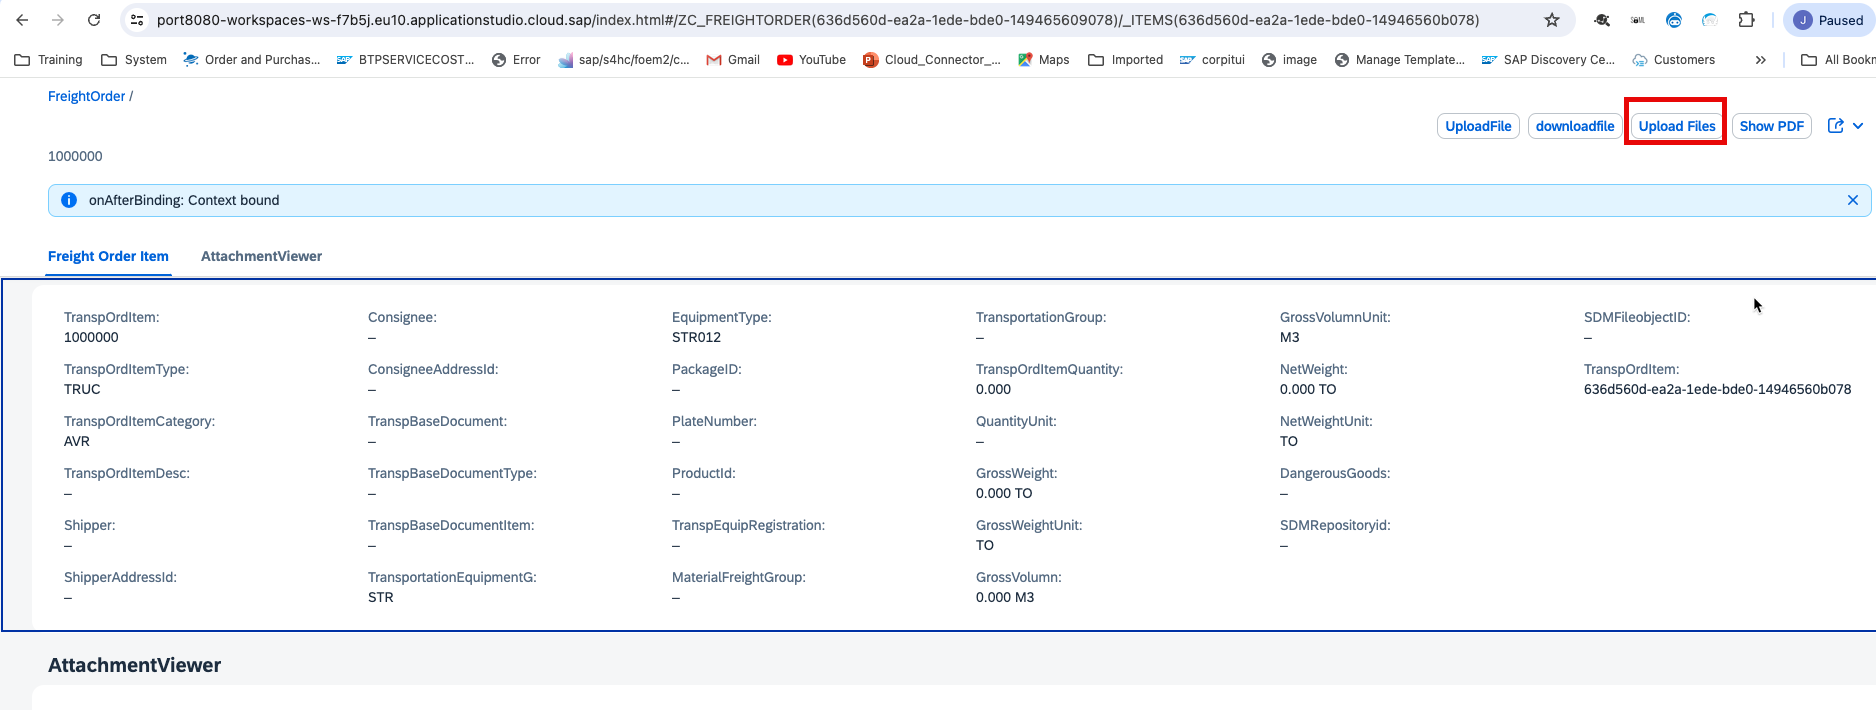 port8080-workspaces-ws-f7b5j.eu10.applicationstudio.cloud.sap/index.html#/ZC_FREIGHTORDER(636d560d-ea2a-1ede-bde0-149465609078)/_ITEMS(636d560d-ea2a-1ede-bde0-14946560b078) J Paused
Training System Order and Purchas... SAP BTPSERVICECOST... Error sap/s4hc/foem2/c... Gmail YouTube Cloud_Connector_... Maps Imported SAP corpitui image Manage Template... SAP SAP Discovery Ce... Customers » All Bookm
FreightOrder /
UploadFile downloadfile Upload Files Show PDF
1000000
onAfterBinding: Context bound
Freight Order Item AttachmentViewer
TranspOrdItem: Consignee: EquipmentType: TransportationGroup: GrossVolumnUnit: SDMFileobjectID:
1000000 – STR012 – M3 –
TranspOrdItemType: ConsigneeAddressId: PackageID: TranspOrdItemQuantity: NetWeight: TranspOrdItem:
TRUC – – 0.000 0.000 TO 636d560d-ea2a-1ede-bde0-14946560b078
TranspOrdItemCategory: TranspBaseDocument: PlateNumber: QuantityUnit: NetWeightUnit:
AVR – – – TO
TranspOrdItemDesc: TranspBaseDocumentType: ProductId: GrossWeight: DangerousGoods:
– – – 0.000 TO –
Shipper: TranspBaseDocumentItem: TranspEquipRegistration: GrossWeightUnit: SDMRepositoryid:
– – – TO –
ShipperAddressId: TransportationEquipmentG: MaterialFreightGroup: GrossVolumn:
– STR – 0.000 M3
AttachmentViewer